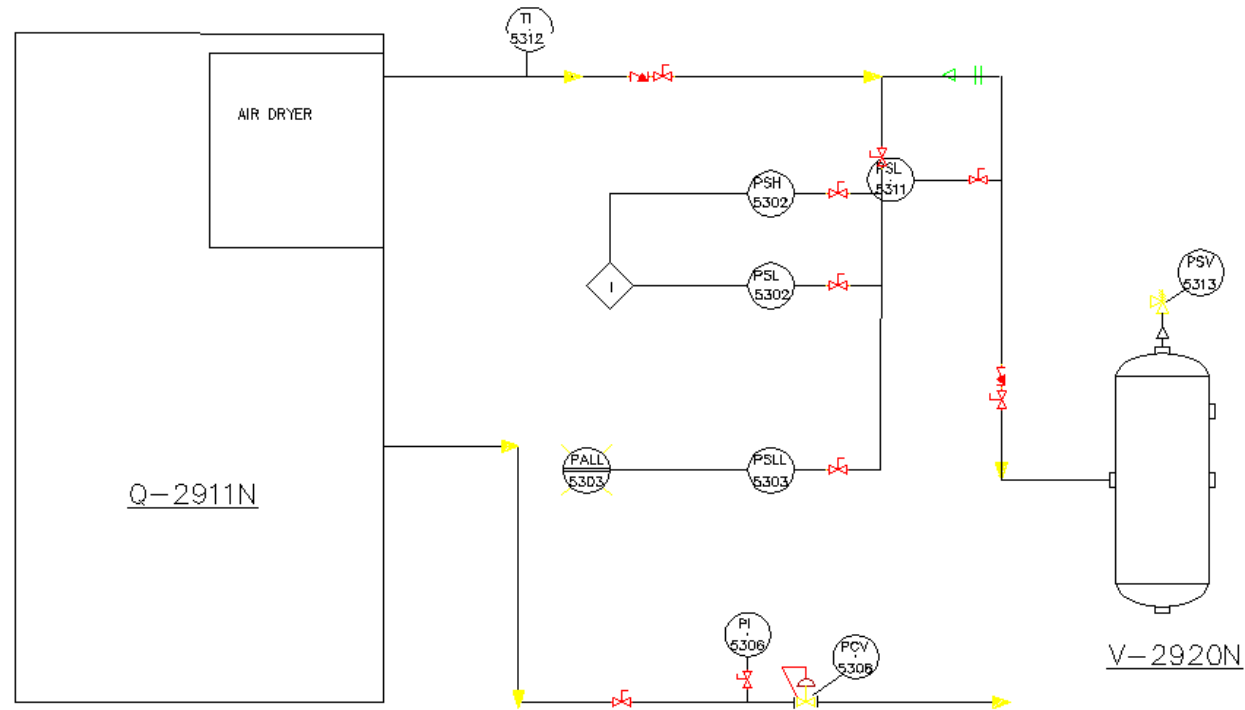 TI
5312
AIR DRYER
PSL
5311
PSH
5302
PSL
5302
I
PSV
5313
PALL
5303
PSLL
5303
Q-2911N
PI
5306
PCV
5306
V-2920N